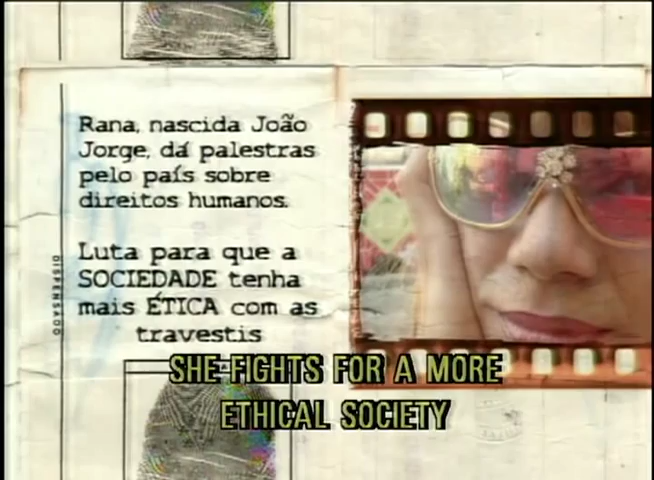 Rana, nascida João
Jorge, dá palestras
pelo país sobre
direitos humanos.
Luta para que a
SOCIEDADE tenha
mais ÉTICA com as
travestis
DISPENSADO
SHE FIGHTS FOR A MORE
ETHICAL SOCIETY